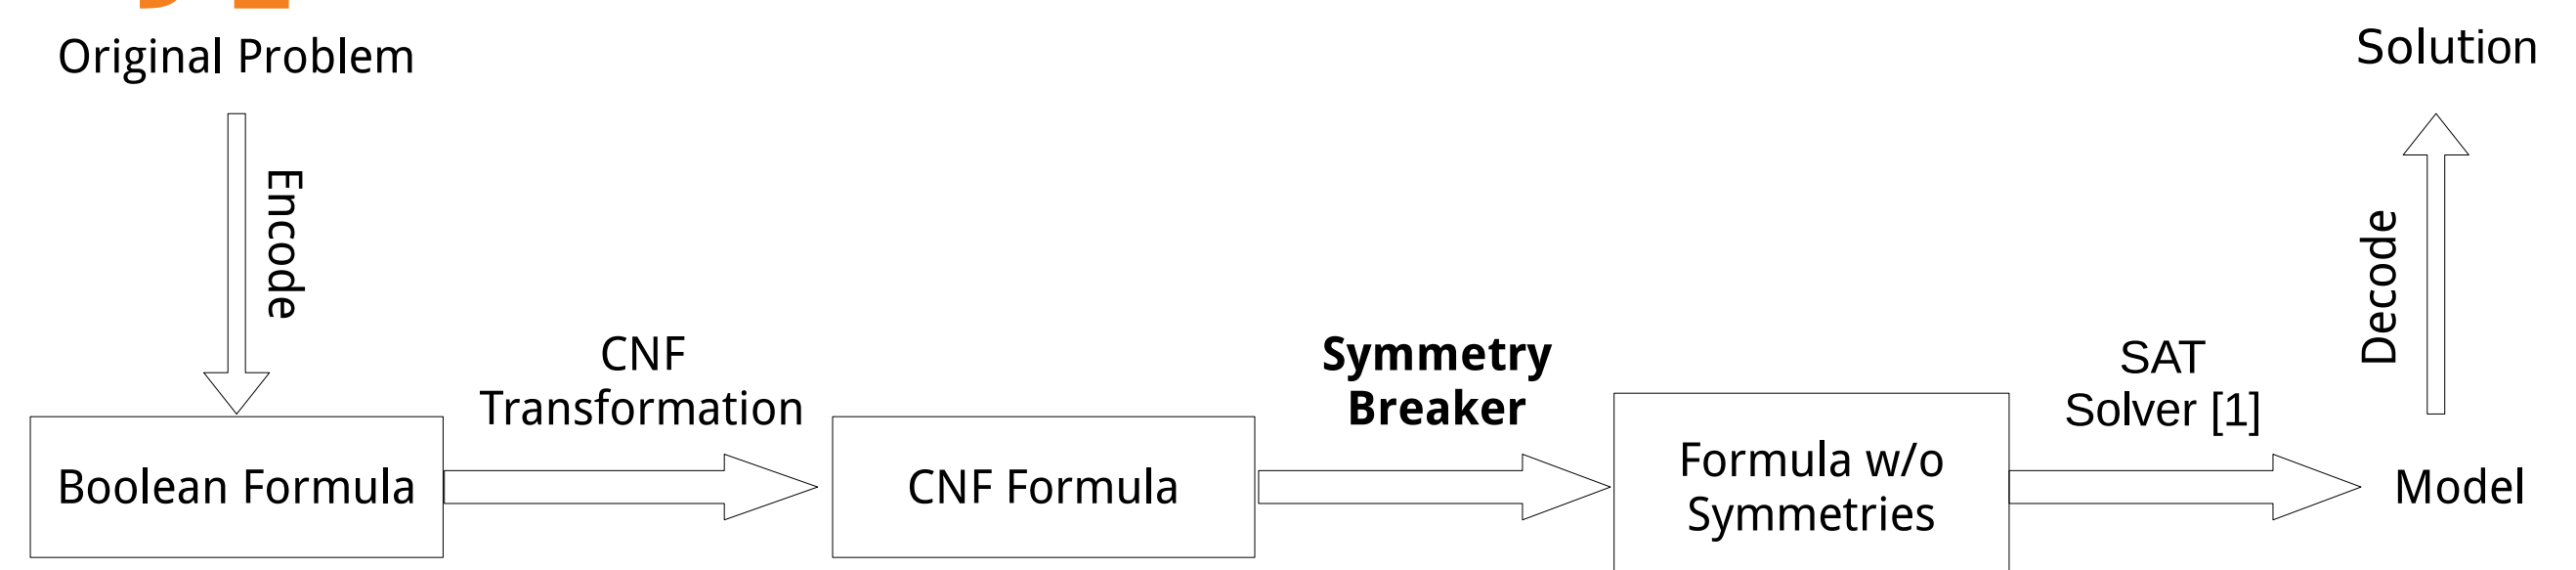 Original Problem
Solution
Encode
Decode
CNF
Transformation
Symmetry
Breaker
SAT
Solver [1]
Boolean Formula
CNF Formula
Formula w/o
Symmetries
Model